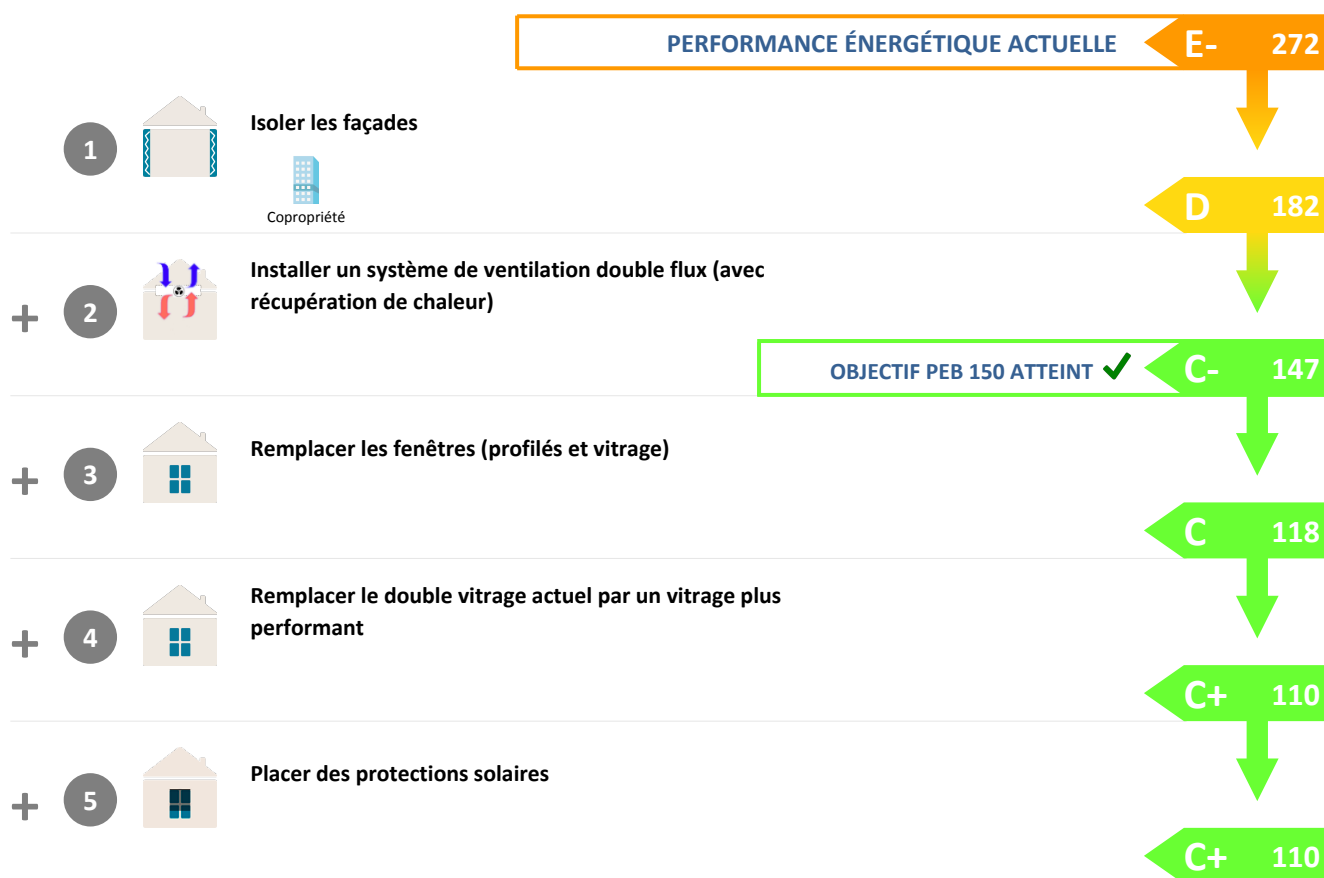 PERFORMANCE ÉNERGÉTIQUE ACTUELLE E- 272
1 Isoler les façades
Copropriété
D 182
+ 2 Installer un système de ventilation double flux (avec
récupération de chaleur)
OBJECTIF PEB 150 ATTEINT ✓ C- 147
+ 3 Remplacer les fenêtres (profilés et vitrage)
C 118
+ 4 Remplacer le double vitrage actuel par un vitrage plus
performant
C+ 110
+ 5 Placer des protections solaires
C+ 110